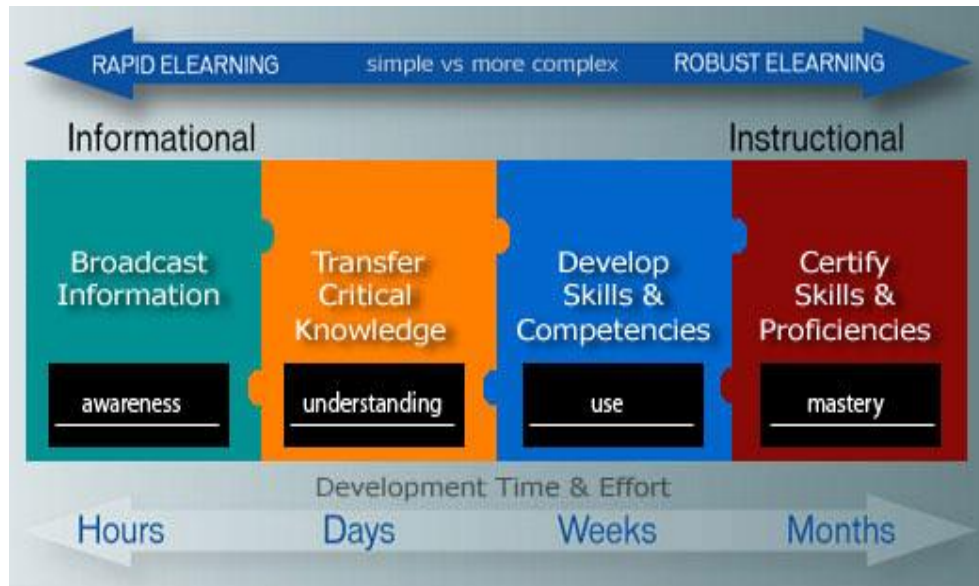 RAPID ELEARNING simple vs more complex ROBUST ELEARNING
Informational Instructional
Broadcast
Information
awareness
Transfer
Critical
Knowledge
understanding
Develop
Skills &
Competencies
use
Certify
Skills &
Proficiencies
mastery
Development Time & Effort
Hours Days Weeks Months